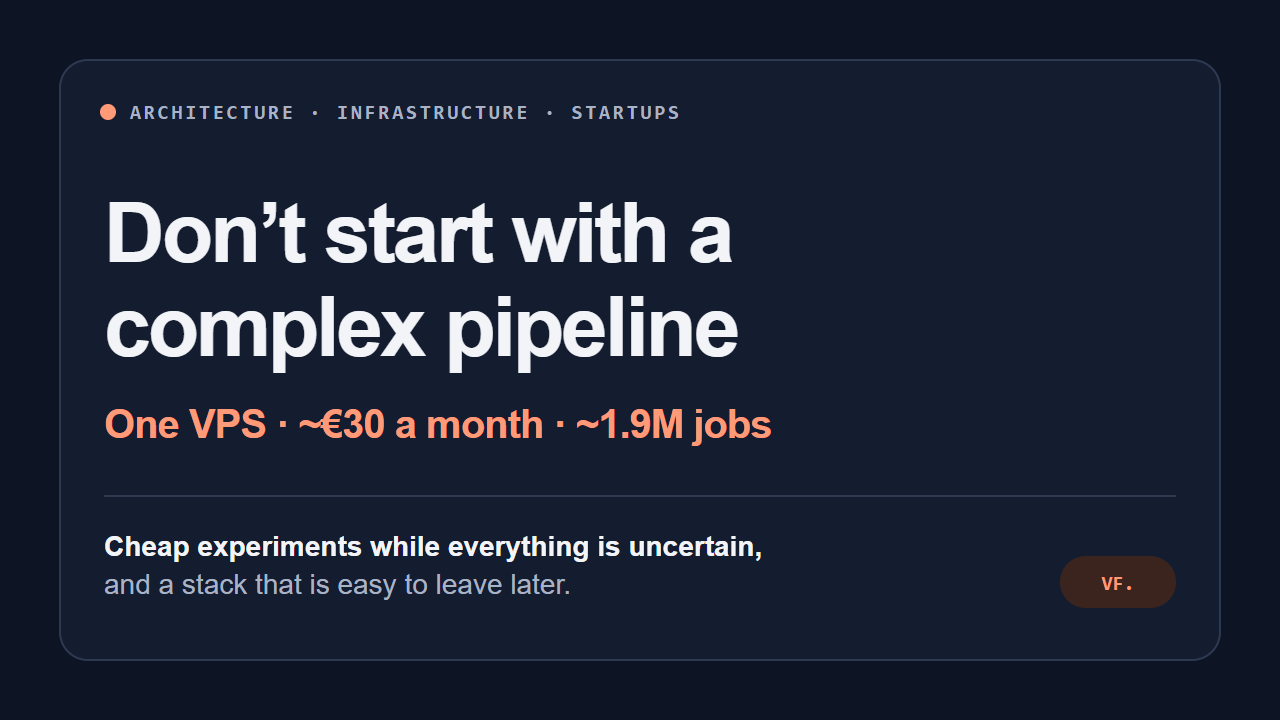 ARCHITECTURE · INFRASTRUCTURE · STARTUPS
Don’t start with a
complex pipeline
One VPS · ~€30 a month · ~1.9M jobs
Cheap experiments while everything is uncertain,
and a stack that is easy to leave later.
VF.